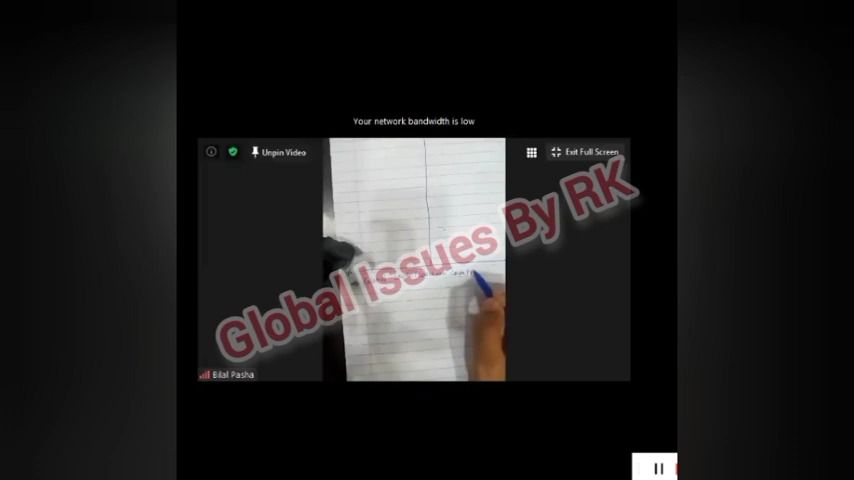 Your network bandwidth is low
Unpin Video
Exit Full Screen
Global Issues By RK
Bilal Pasha